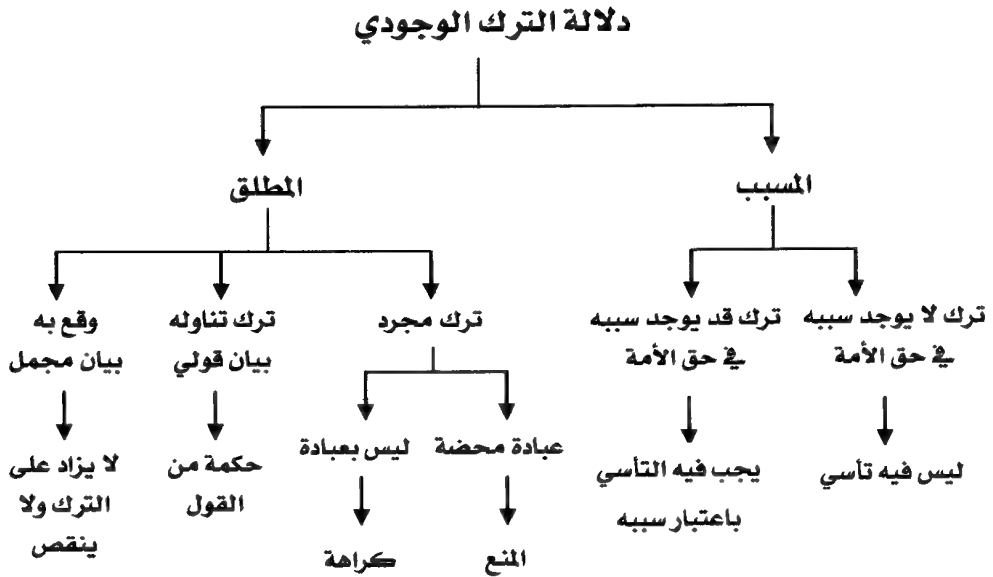 دلالة الترك الوجودي
المسبب
المطلق
ترك لا يوجد سببه
في حق الأمة
ترك قد يوجد سببه
في حق الأمة
ترك مجرد
ترك تناوله
بيان قولي
وقع به
بيان مجمل
ليس فيه تأسي
يجب فيه التأسي
باعتبار سببه
عبادة محضة
ليس بعبادة
حكمة من
القول
لا يزاد على
الترك ولا
ينقص
المنع
كراهة